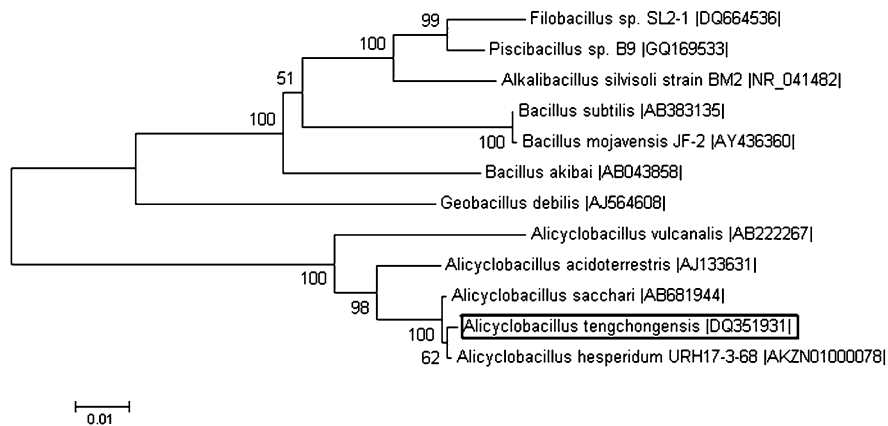 Filobacillus sp. SL2-1 |DQ664536|
99
Piscibacillus sp. B9 |GQ169533|
100
Alkalibacillus silvisoli strain BM2 |NR_041482|
51
Bacillus subtilis |AB383135|
100
100
Bacillus mojavensis JF-2 |AY436360|
Bacillus akibai |AB043858|
Geobacillus debilis |AJ564608|
Alicyclobacillus vulcanalis |AB222267|
100
Alicyclobacillus acidoterrestris |AJ133631|
98
Alicyclobacillus sacchari |AB681944|
100
Alicyclobacillus tengchongensis |DQ351931|
62
Alicyclobacillus hesperidum URH17-3-68 |AKZN01000078|
0.01